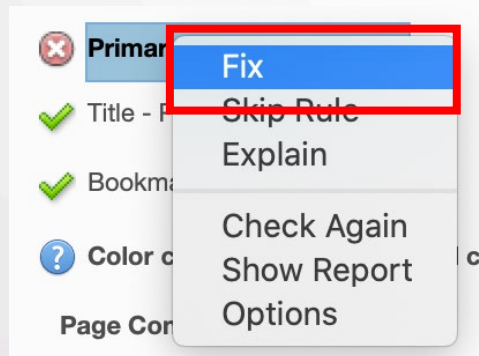 Primar
Fix
Title - F
Skip Rule
Explain
Bookma
Check Again
Color c
Show Report
Options
Page Con